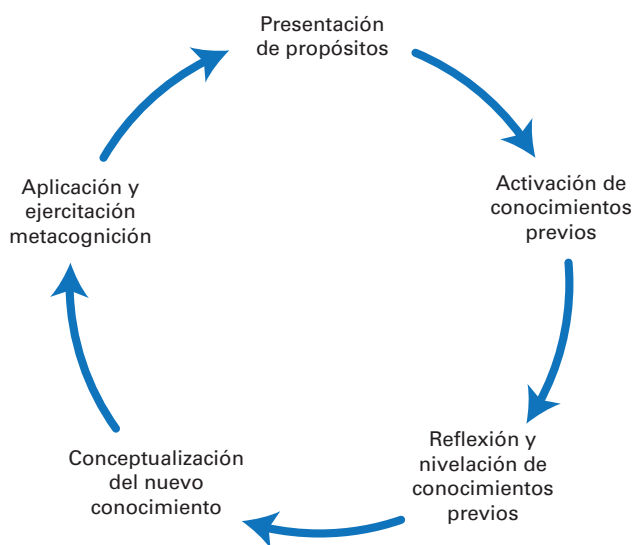 Presentación
de propósitos
Activación de
conocimientos
previos
Reflexión y
nivelación de
conocimientos
previos
Conceptualización
del nuevo
conocimiento
Aplicación y
ejercitación
metacognición